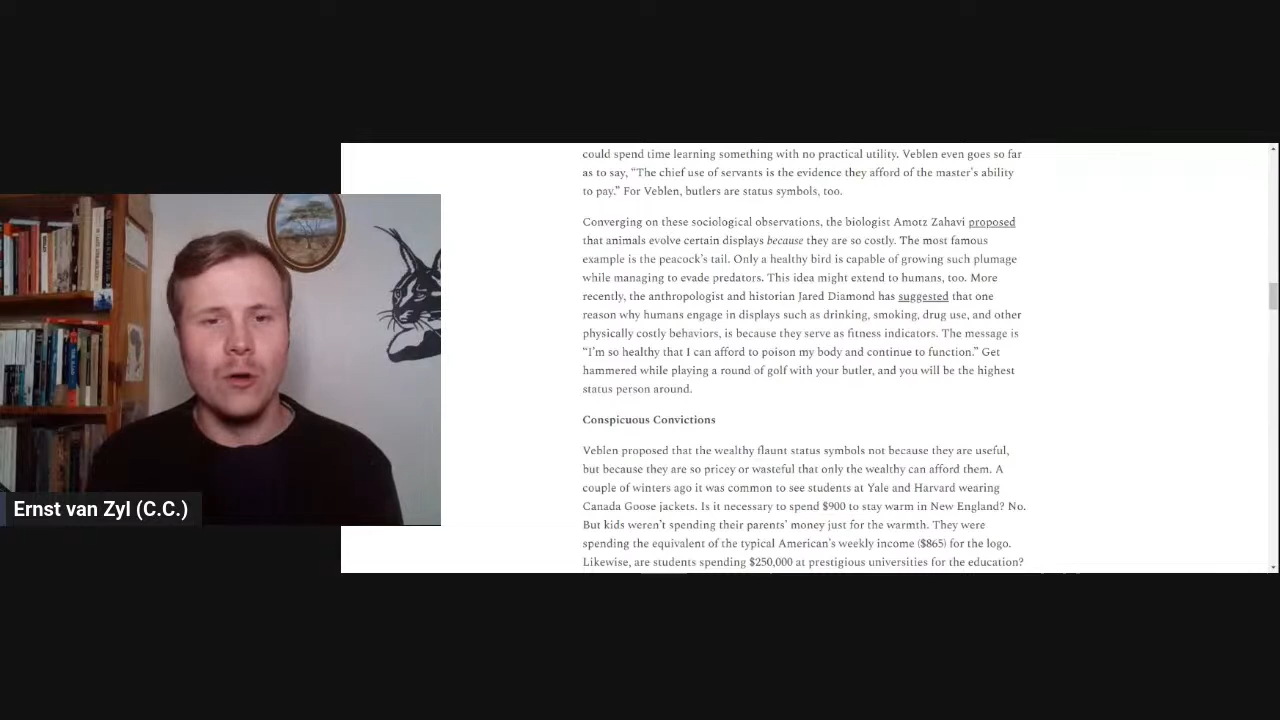 could spend time learning something with no practical utility. Veblen even goes so far
as to say, “The chief use of servants is the evidence they afford of the master’s ability
to pay.” For Veblen, butlers are status symbols, too.
Converging on these sociological observations, the biologist Amotz Zahavi proposed
that animals evolve certain displays because they are so costly. The most famous
example is the peacock’s tail. Only a healthy bird is capable of growing such plumage
while managing to evade predators. This idea might extend to humans, too. More
recently, the anthropologist and historian Jared Diamond has suggested that one
reason why humans engage in displays such as drinking, smoking, drug use, and other
physically costly behaviors, is because they serve as fitness indicators. The message is
“I’m so healthy that I can afford to poison my body and continue to function.” Get
hammered while playing a round of golf with your butler, and you will be the highest
status person around.
Conspicuous Convictions
Veblen proposed that the wealthy flaunt status symbols not because they are useful,
but because they are so pricey or wasteful that only the wealthy can afford them. A
couple of winters ago it was common to see students at Yale and Harvard wearing
Canada Goose jackets. Is it necessary to spend $900 to stay warm in New England? No.
But kids weren’t spending their parents’ money just for the warmth. They were
spending the equivalent of the typical American’s weekly income ($865) for the logo.
Likewise, are students spending $250,000 at prestigious universities for the education?
Ernst van Zyl (C.C.)